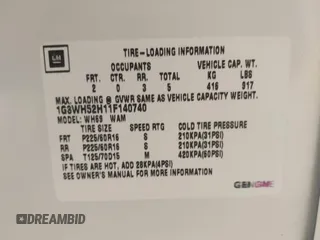 GM
TIRE-LOADING INFORMATION
OCCUPANTS VEHICLE CAP. WT.
FRT. CTR. RR. TOTAL KG LBS
2 0 3 5 416 917
MAX. LOADING @ GVWR SAME AS VEHICLE CAPACITY WEIGHT.
1G3WH52H11F140740
MODEL: WH69 WAM
TIRE SIZE SPEED RTG COLD TIRE PRESSURE
FRT P225/60R16 S 210KPA(31PSI)
RR P225/60R16 S 210KPA(31PSI)
SPA T125/70D15 M 420KPA(60PSI)
IF TIRES ARE HOT, ADD 28KPA(4PSI)
SEE OWNER'S MANUAL FOR ADDITIONAL INFORMATION
GENGM
DREAMBID